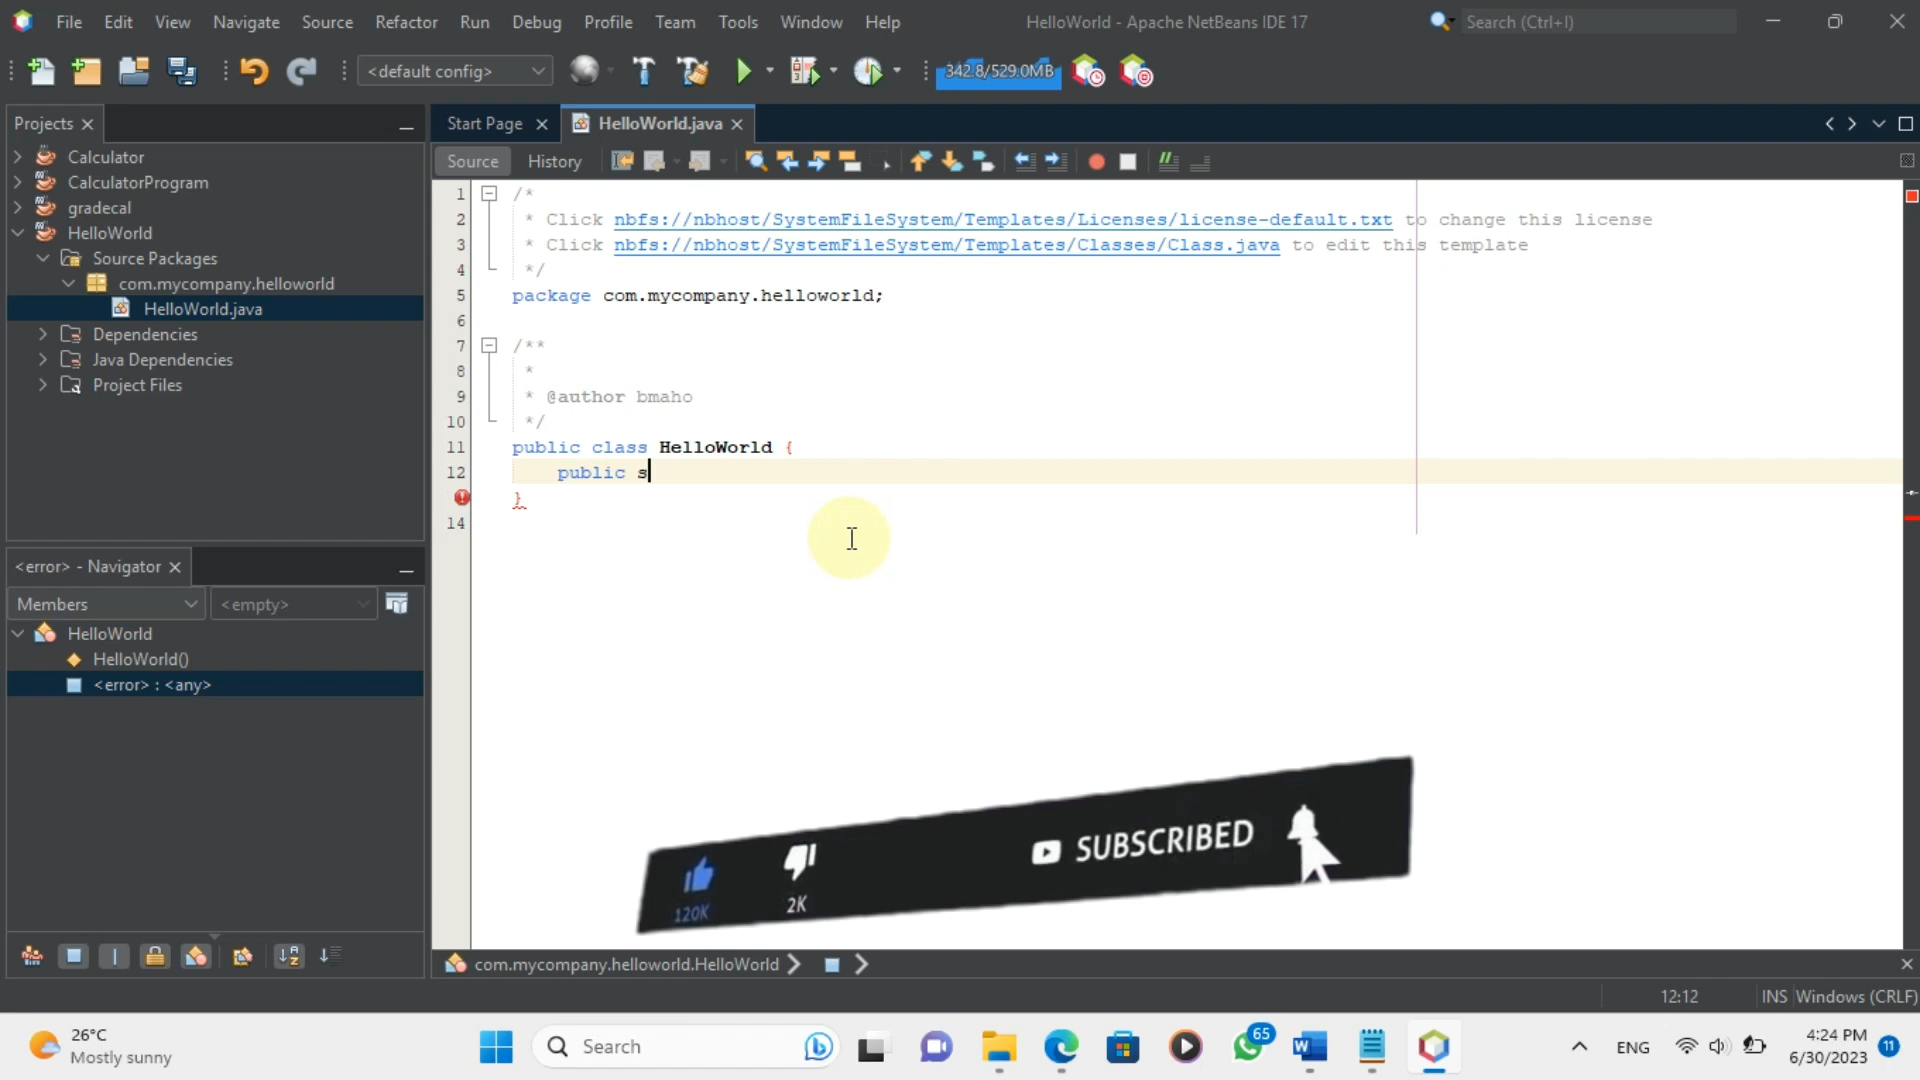 File Edit View Navigate Source Refactor Run Debug Profile Team Tools Window Help HelloWorld - Apache NetBeans IDE 17 Search (Ctrl+I)
<default config> 342.8/529.0MB
Projects
Start Page HelloWorld.java
Calculator
CalculatorProgram
gradecal
HelloWorld
Source Packages
com.mycompany.helloworld
HelloWorld.java
Dependencies
Java Dependencies
Project Files
Source History
1 /*
2 * Click nbfs://nbhost/SystemFileSystem/Templates/Licenses/license-default.txt to change this license
3 * Click nbfs://nbhost/SystemFileSystem/Templates/Classes/Class.java to edit this template
4 */
5 package com.mycompany.helloworld;
6
7 /**
8 *
9 * @author bmaho
10 */
11 public class HelloWorld {
12 public s
}
14
<error> - Navigator
Members <empty>
HelloWorld
HelloWorld()
<error> : <any>
120K 2K SUBSCRIBED
com.mycompany.helloworld.HelloWorld
12:12 INS Windows (CRLF)
26°C
Mostly sunny
Search
65
ENG
4:24 PM
6/30/2023
11